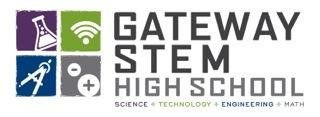 GATEWAY
STEM
HIGH SCHOOL
SCIENCE + TECHNOLOGY + ENGINEERING + MATH